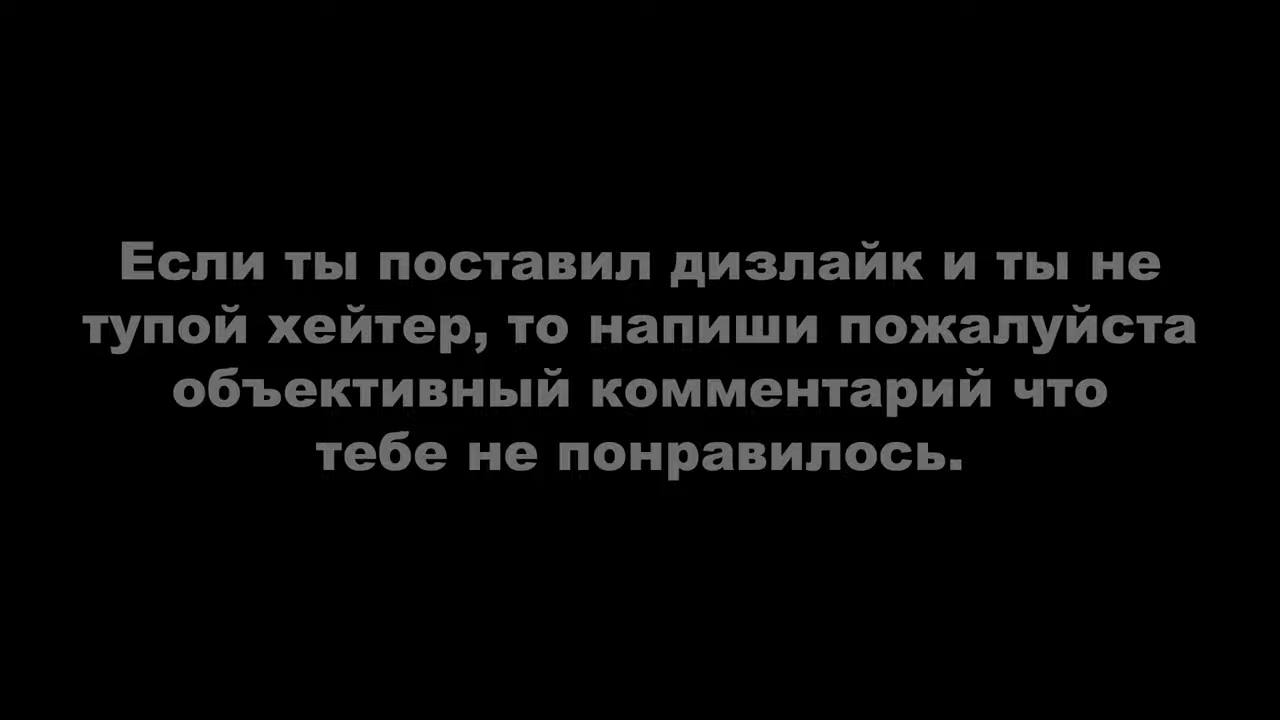 Если ты поставил дизлайк и ты не
тупой хейтер, то напиши пожалуйста
объективный комментарий что
тебе не понравилось.